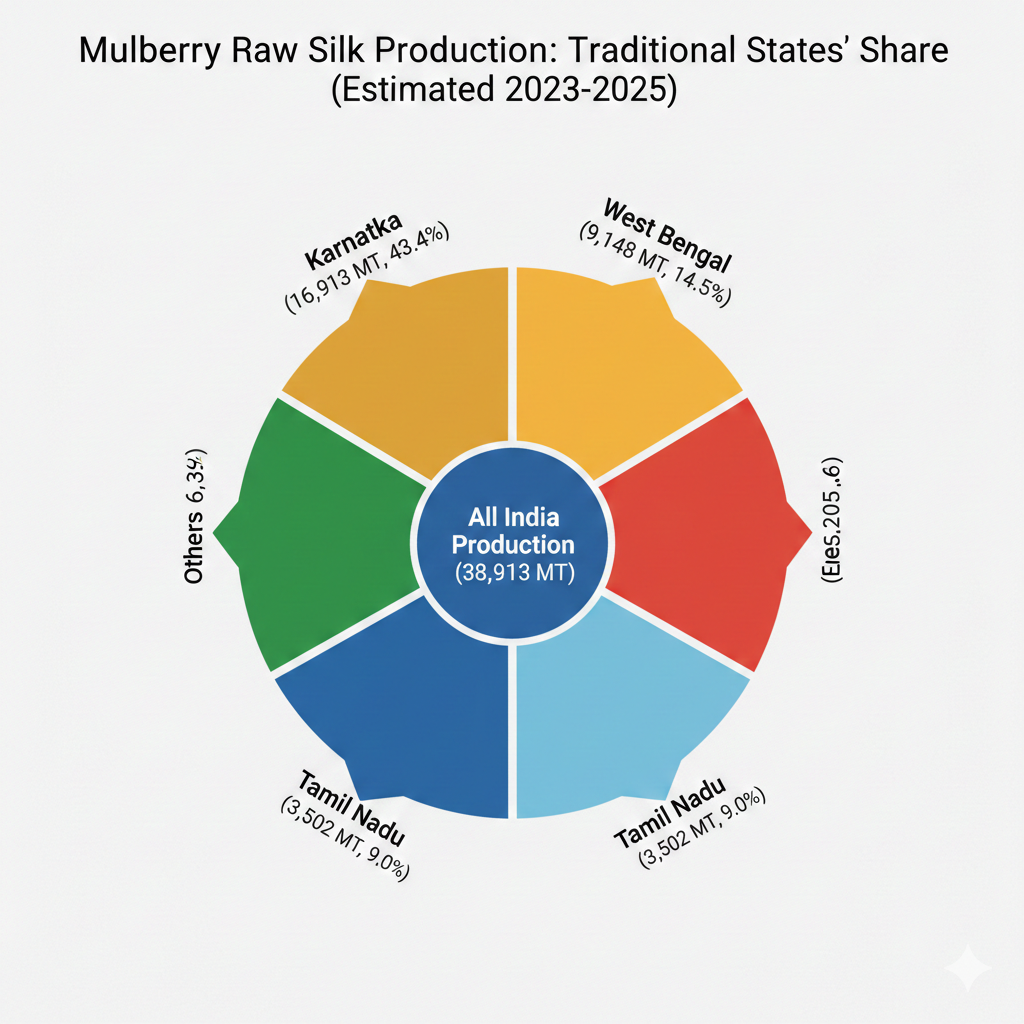 Mulberry Raw Silk Production: Traditional States' Share
(Estimated 2023-2025)
Karnatka
(16,913 MT, 43.4%)
West Bengal
(9,148 MT, 14.5%)
Others
All India
Production
(38,913 MT)
Tamil Nadu
(3,502 MT, 9.0%)
Tamil Nadu
(3,502 MT, 9.0%)